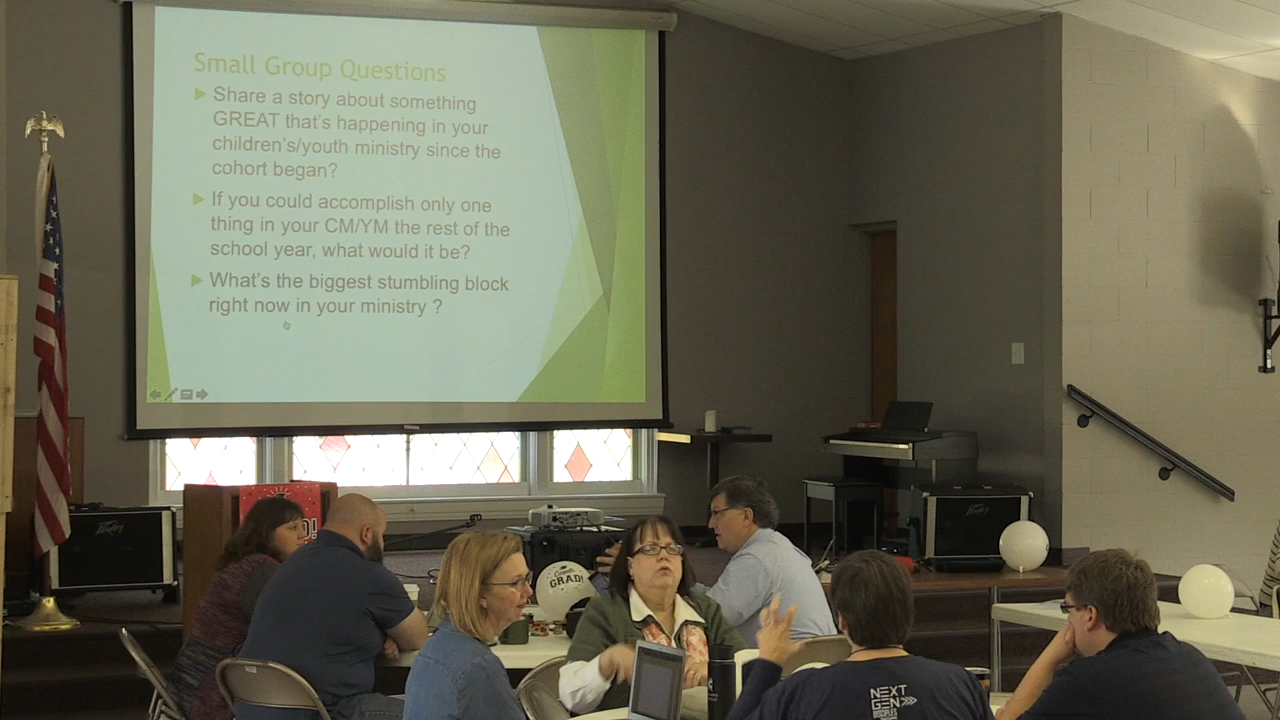 Small Group Questions
Share a story about something
GREAT that's happening in your
children's/youth ministry since the
cohort began?
If you could accomplish only one
thing in your CM/YM the rest of the
school year, what would it be?
What's the biggest stumbling block
right now in your ministry ?
Peavey
GRAD!
Peavey
NEXT
GEN
DISCIPLES